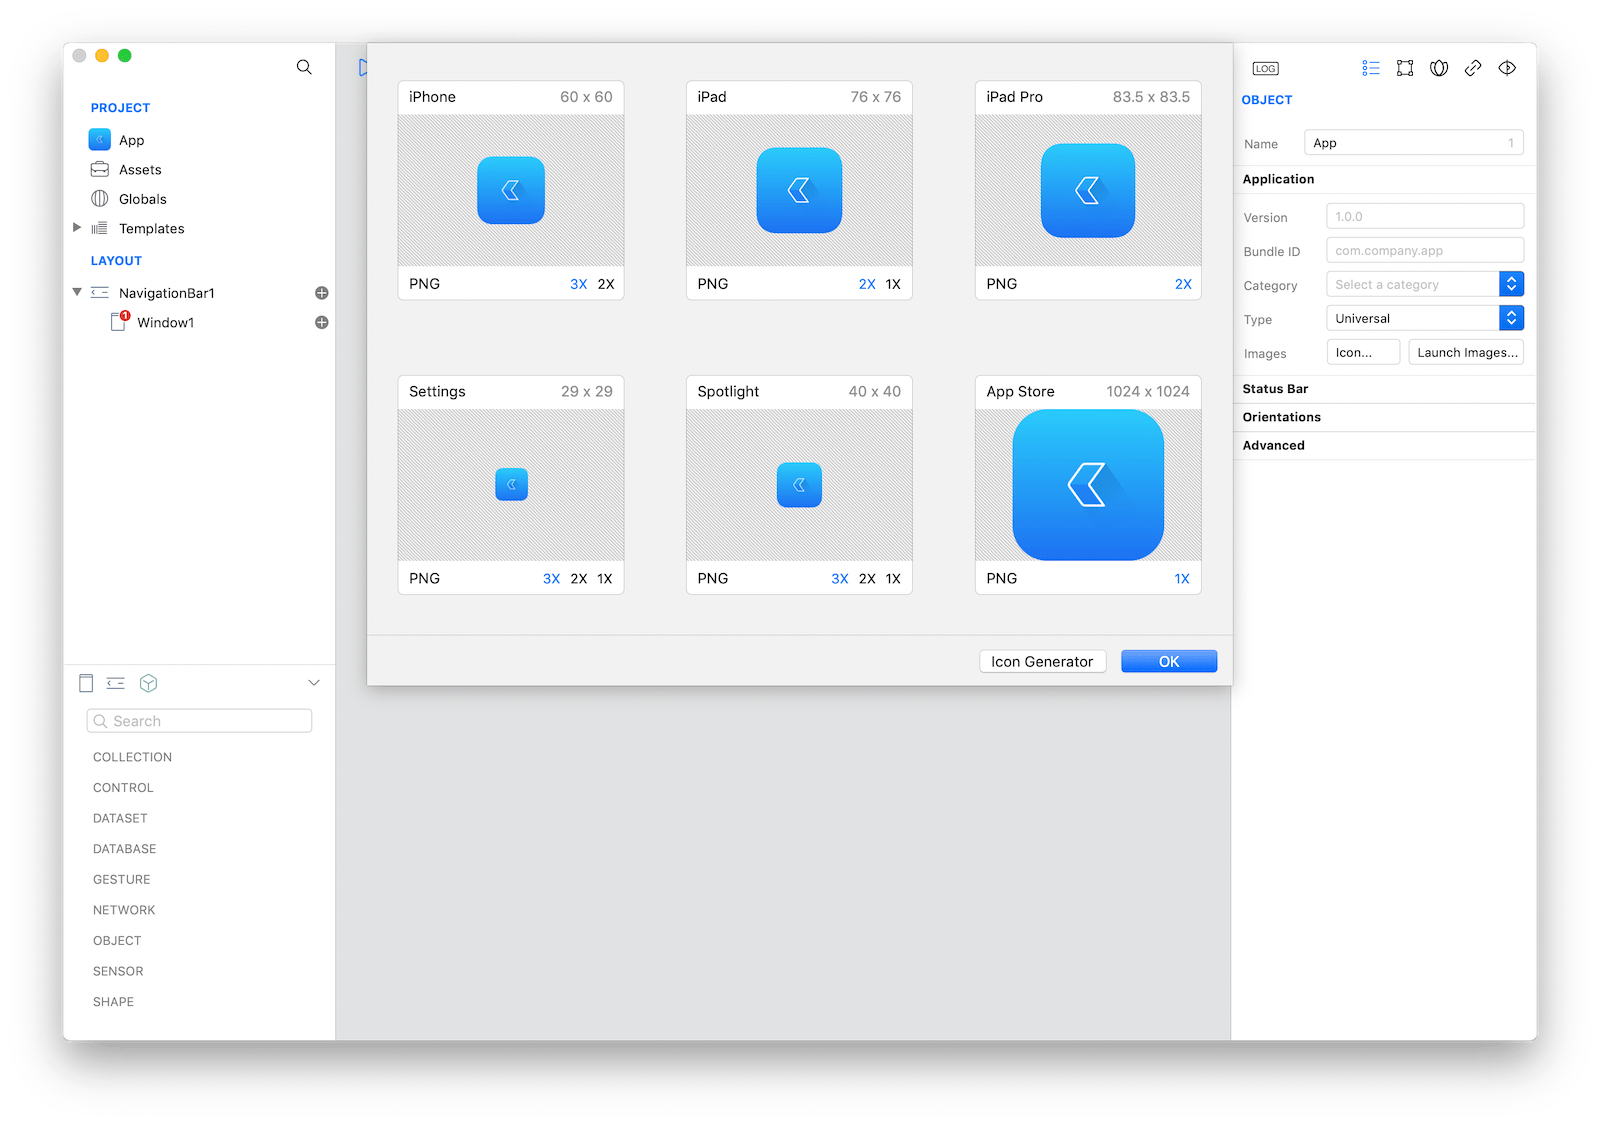 PROJECT
App
Assets
Globals
Templates
LAYOUT
NavigationBar1
1
Window1
Search
COLLECTION
CONTROL
DATASET
DATABASE
GESTURE
NETWORK
OBJECT
SENSOR
SHAPE
iPhone 60 x 60
PNG 3X 2X
iPad 76 x 76
PNG 2X 1X
iPad Pro 83.5 x 83.5
PNG 2X
Settings 29 x 29
PNG 3X 2X 1X
Spotlight 40 x 40
PNG 3X 2X 1X
App Store 1024 x 1024
PNG 1X
Icon Generator
OK
LOG
OBJECT
Name App 1
Application
Version 1.0.0
Bundle ID com.company.app
Category Select a category
Type Universal
Images Icon... Launch Images...
Status Bar
Orientations
Advanced